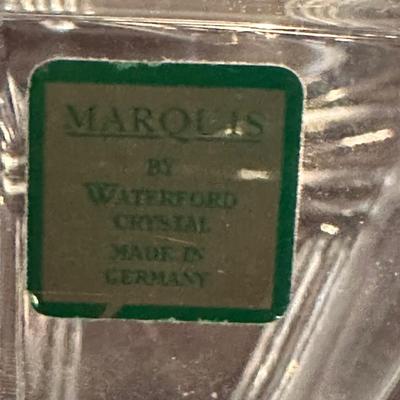 MARQUIS
BY
WATERFORD
CRYSTAL
MADE IN
GERMANY